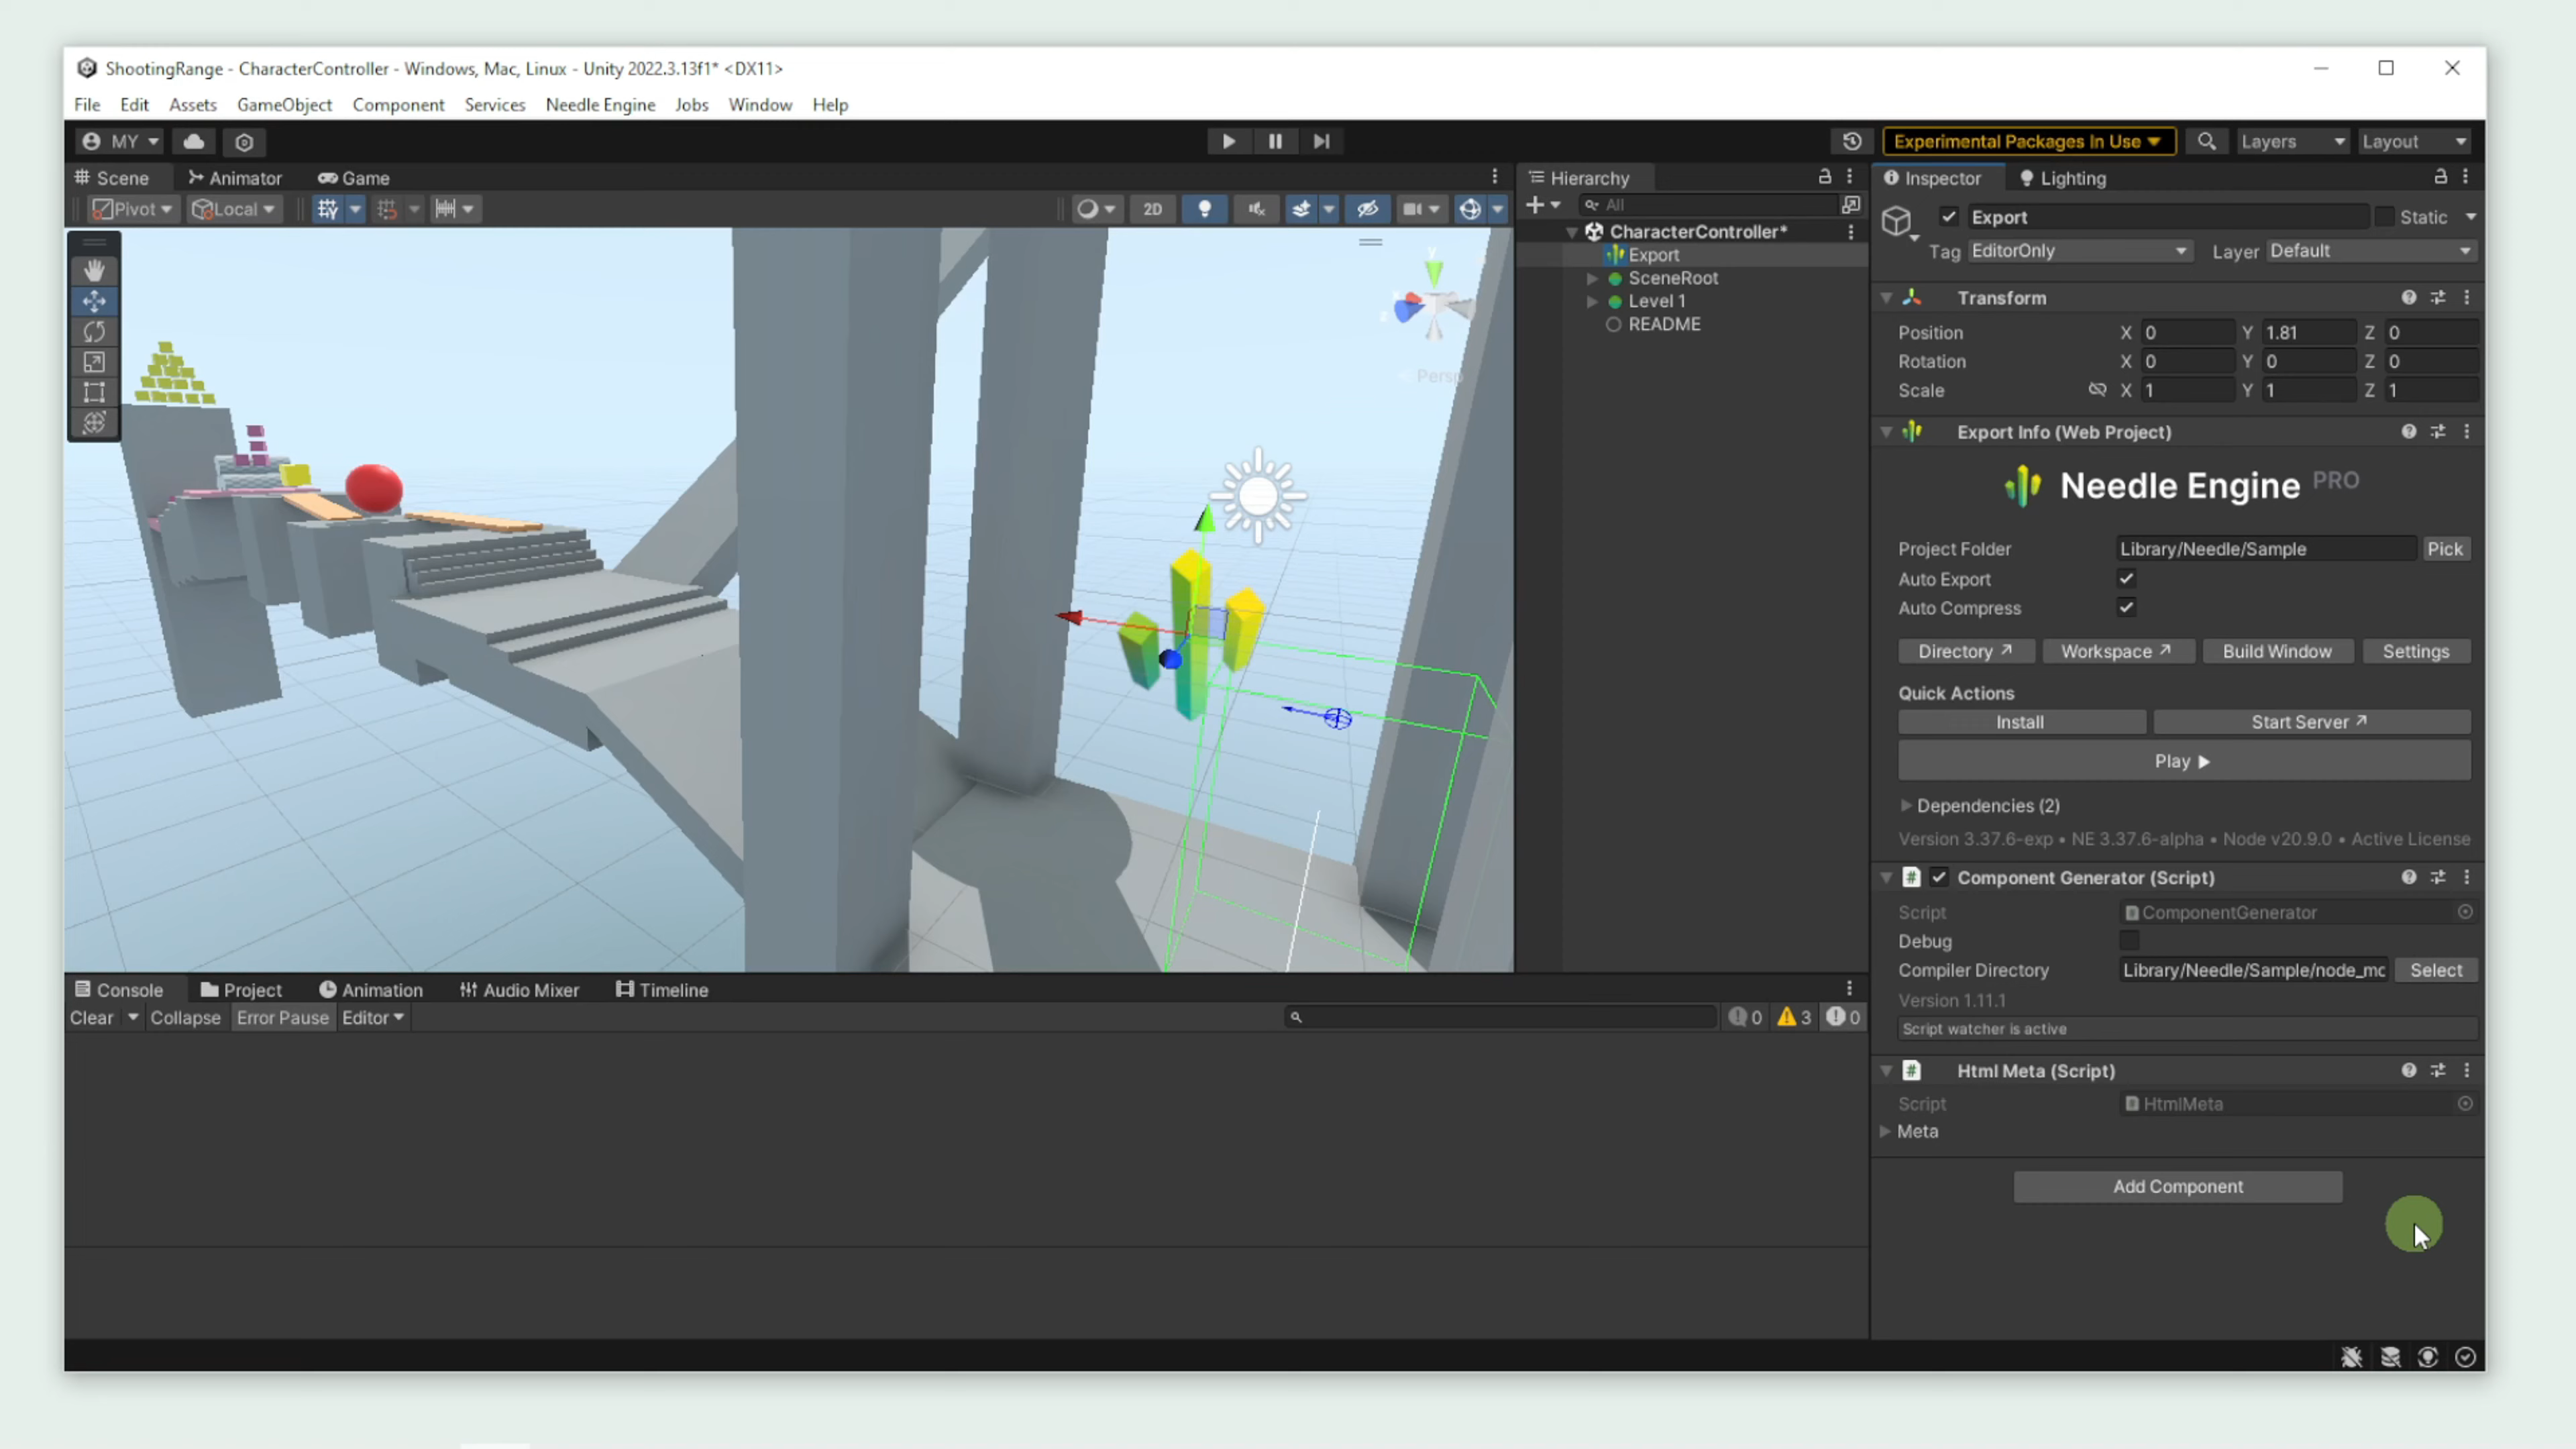 ShootingRange - CharacterController - Windows, Mac, Linux - Unity 2022.3.13f1* <DX11>
File Edit Assets GameObject Component Services Needle Engine Jobs Window Help
MY
Experimental Packages In Use
Layers
Layout
Scene Animator Game
Pivot Local
2D
y
x
z
Persp
Hierarchy
All
CharacterController*
Export
SceneRoot
Level 1
README
Inspector Lighting
Export
Static
Tag EditorOnly Layer Default
Transform
Position X 0 Y 1.81 Z 0
Rotation X 0 Y 0 Z 0
Scale X 1 Y 1 Z 1
Export Info (Web Project)
Needle Engine PRO
Project Folder Library/Needle/Sample Pick
Auto Export
Auto Compress
Directory ↗ Workspace ↗ Build Window Settings
Quick Actions
Install Start Server ↗
Play ▶
Dependencies (2)
Version 3.37.6-exp • NE 3.37.6-alpha • Node v20.9.0 • Active License
# Component Generator (Script)
Script ComponentGenerator
Debug
Compiler Directory Library/Needle/Sample/node_mc Select
Version 1.11.1
Script watcher is active
# Html Meta (Script)
Script HtmlMeta
Meta
Add Component
Console Project Animation Audio Mixer Timeline
Clear Collapse Error Pause Editor
0 3 0